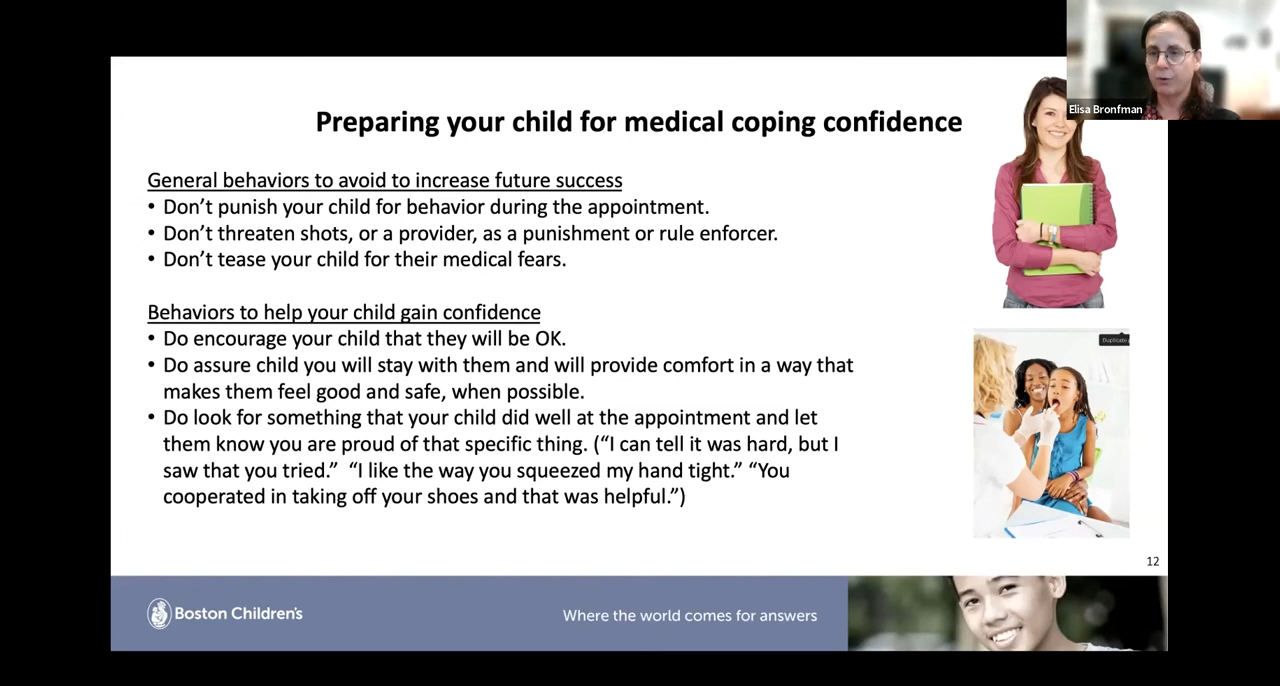 Elisa Bronfman
Preparing your child for medical coping confidence
General behaviors to avoid to increase future success
• Don’t punish your child for behavior during the appointment.
• Don’t threaten shots, or a provider, as a punishment or rule enforcer.
• Don’t tease your child for their medical fears.
Behaviors to help your child gain confidence
• Do encourage your child that they will be OK.
• Do assure child you will stay with them and will provide comfort in a way that
makes them feel good and safe, when possible.
• Do look for something that your child did well at the appointment and let
them know you are proud of that specific thing. (“I can tell it was hard, but I
saw that you tried.” “I like the way you squeezed my hand tight.” “You
cooperated in taking off your shoes and that was helpful.”)
Duplicate
12
Boston Children's
Where the world comes for answers